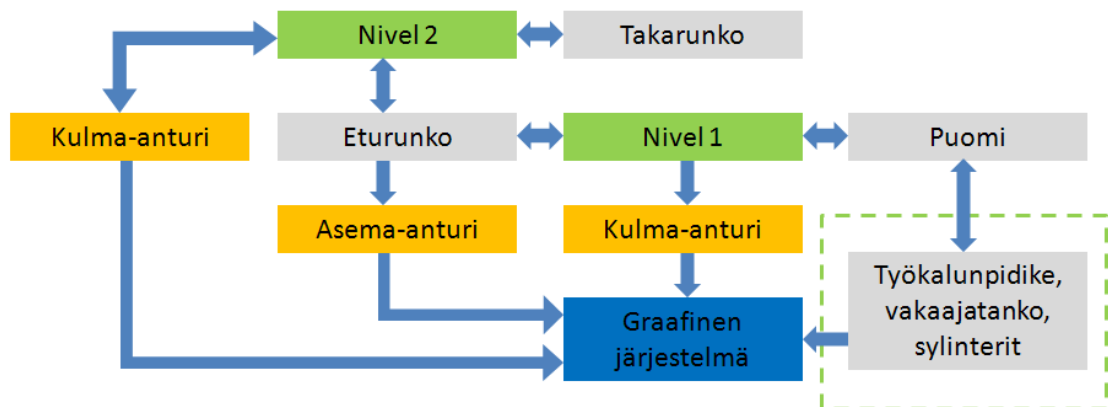 Nivel 2
Takarunko
Kulma-anturi
Eturunko
Nivel 1
Puomi
Asema-anturi
Kulma-anturi
Työkalunpidike,
vakaajatanko,
sylinterit
Graafinen
järjestelmä